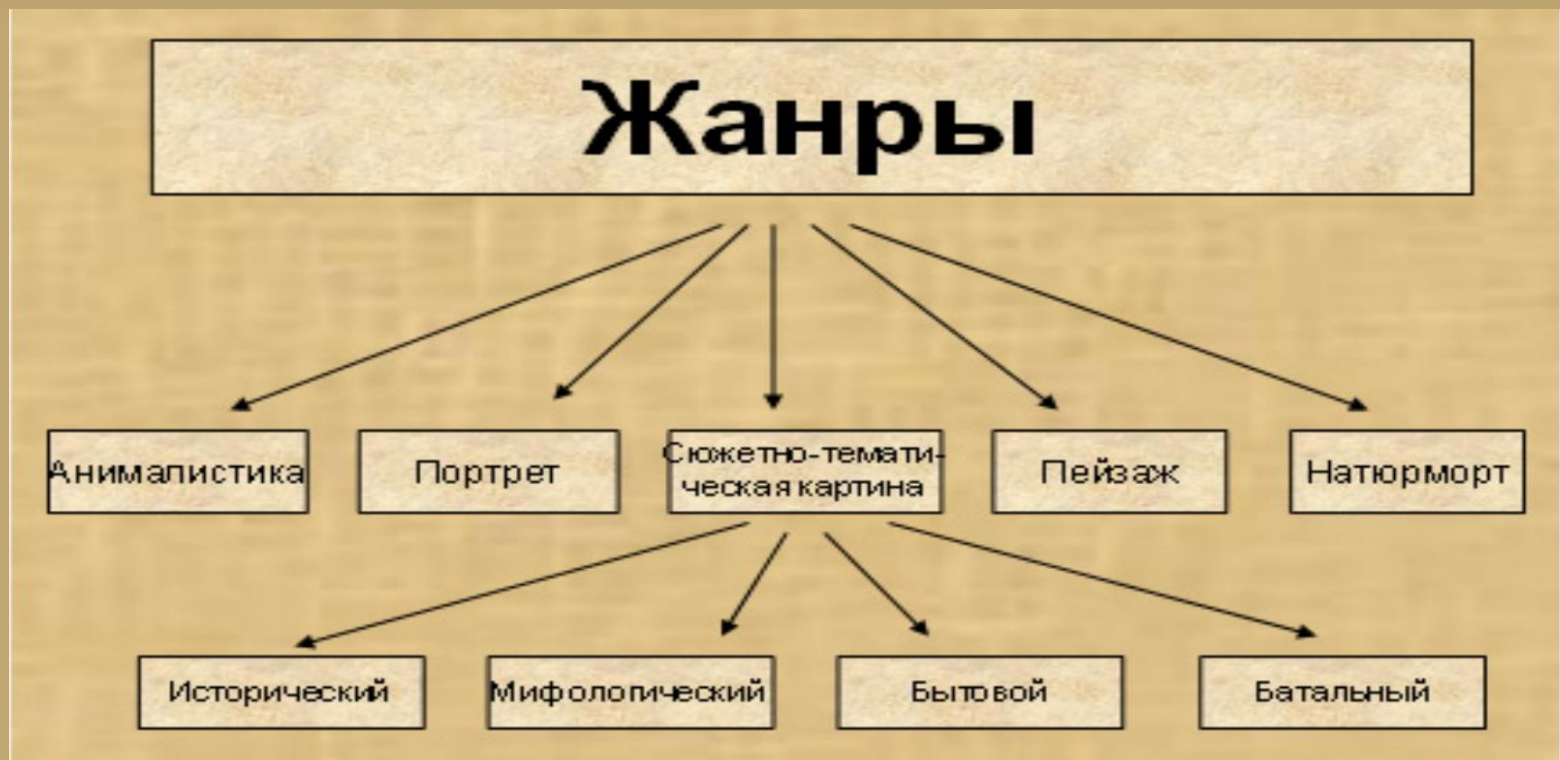 Жанры
Анималистика
Портрет
Сюжетно-темати-
ческая картина
Пейзаж
Натюрморт
Исторический
Мифологический
Бытовой
Батальный